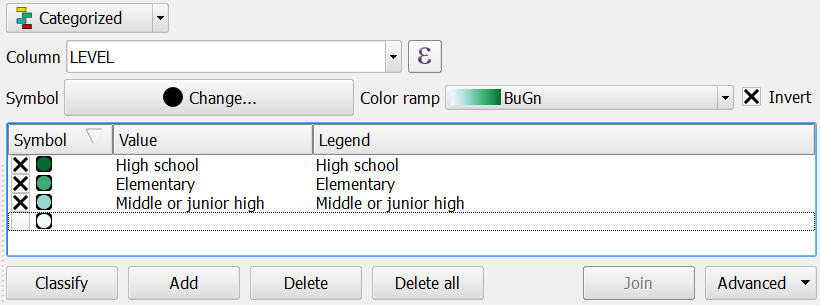 Categorized
Column LEVEL ε
Symbol Change... Color ramp BuGn Invert
Symbol Value Legend
High school High school
Elementary Elementary
Middle or junior high Middle or junior high
Classify Add Delete Delete all Join Advanced